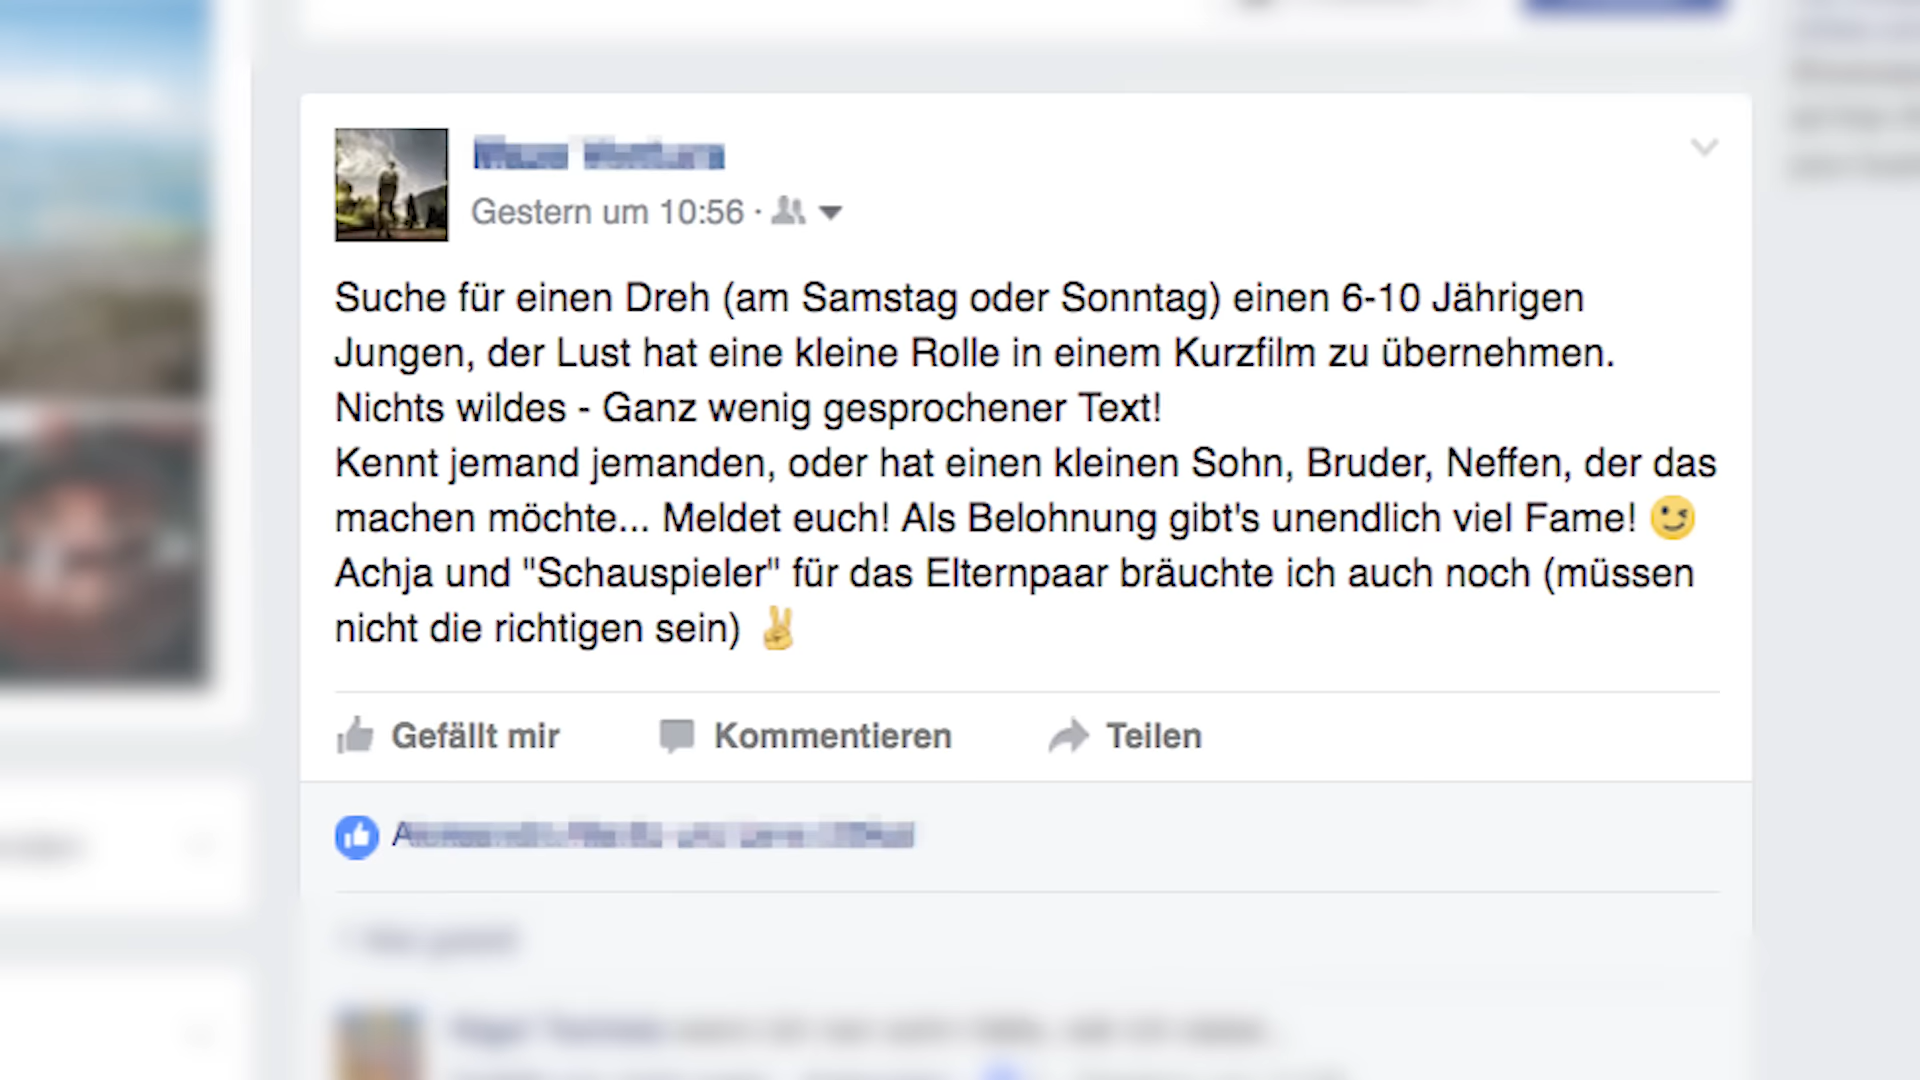 Gestern um 10:56 ·
Suche für einen Dreh (am Samstag oder Sonntag) einen 6-10 Jährigen
Jungen, der Lust hat eine kleine Rolle in einem Kurzfilm zu übernehmen.
Nichts wildes - Ganz wenig gesprochener Text!
Kennt jemand jemanden, oder hat einen kleinen Sohn, Bruder, Neffen, der das
machen möchte... Meldet euch! Als Belohnung gibt's unendlich viel Fame! 😉
Achja und "Schauspieler" für das Elternpaar bräuchte ich auch noch (müssen
nicht die richtigen sein) ✌️
Gefällt mir Kommentieren Teilen